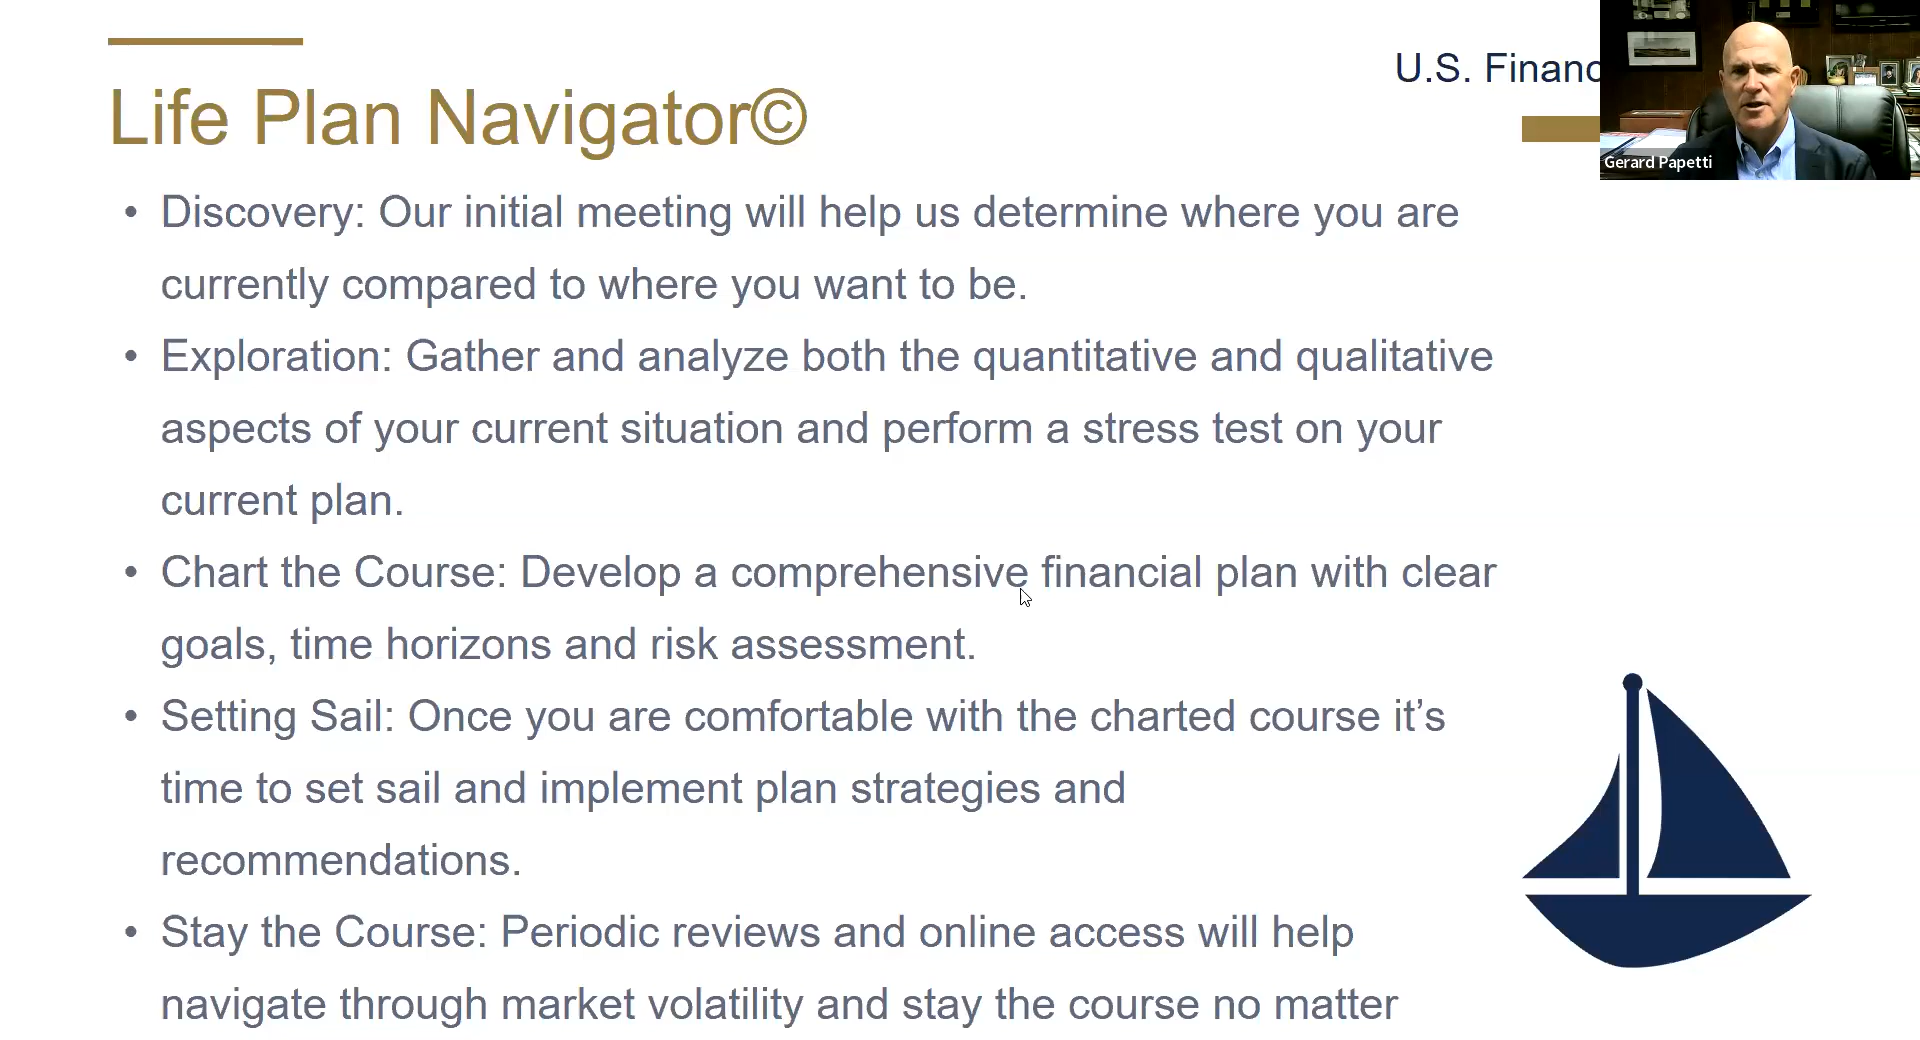 U.S. Financ
Life Plan Navigator©
Gerard Papetti
• Discovery: Our initial meeting will help us determine where you are
currently compared to where you want to be.
• Exploration: Gather and analyze both the quantitative and qualitative
aspects of your current situation and perform a stress test on your
current plan.
• Chart the Course: Develop a comprehensive financial plan with clear
goals, time horizons and risk assessment.
• Setting Sail: Once you are comfortable with the charted course it’s
time to set sail and implement plan strategies and
recommendations.
• Stay the Course: Periodic reviews and online access will help
navigate through market volatility and stay the course no matter